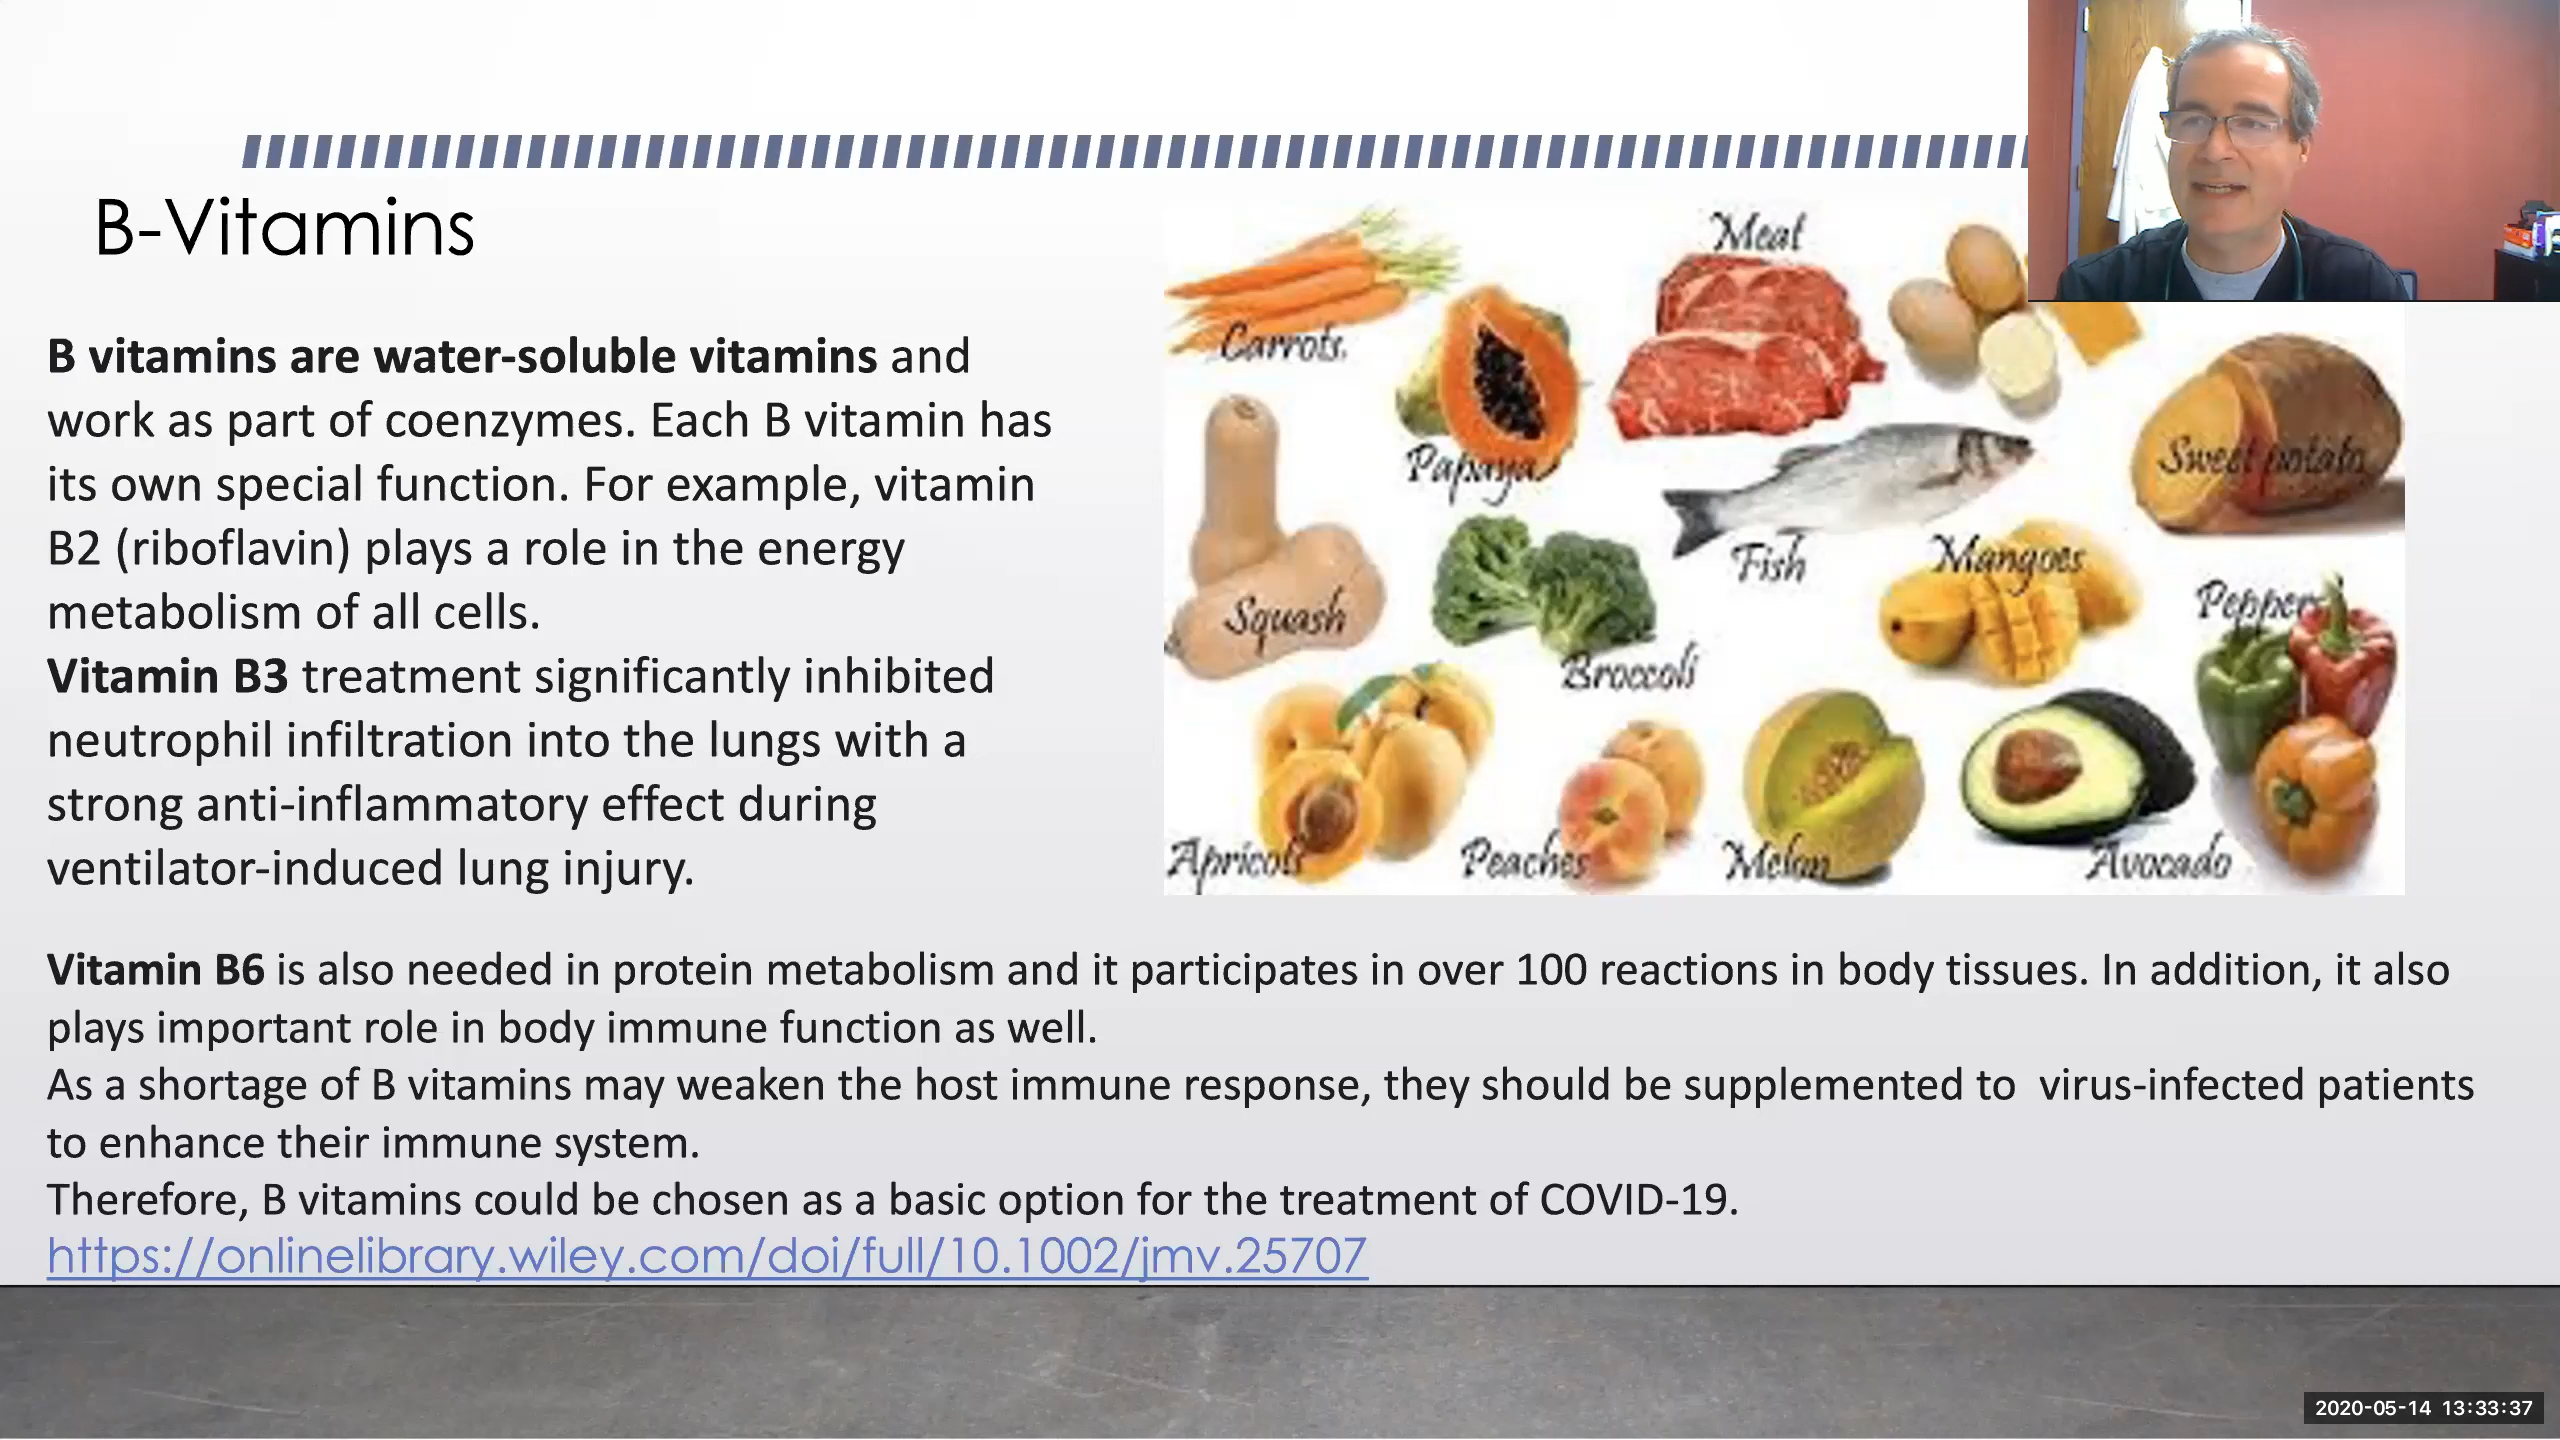 B-Vitamins
B vitamins are water-soluble vitamins and
work as part of coenzymes. Each B vitamin has
its own special function. For example, vitamin
B2 (riboflavin) plays a role in the energy
metabolism of all cells.
Vitamin B3 treatment significantly inhibited
neutrophil infiltration into the lungs with a
strong anti-inflammatory effect during
ventilator-induced lung injury.
Carrots
Meat
Papaya
Sweet potato
Squash
Fish
Mangoes
Peppers
Broccoli
Apricots
Peaches
Melon
Avocado
Vitamin B6 is also needed in protein metabolism and it participates in over 100 reactions in body tissues. In addition, it also
plays important role in body immune function as well.
As a shortage of B vitamins may weaken the host immune response, they should be supplemented to virus-infected patients
to enhance their immune system.
Therefore, B vitamins could be chosen as a basic option for the treatment of COVID-19.
https://onlinelibrary.wiley.com/doi/full/10.1002/jmv.25707
2020-05-14 13:33:37